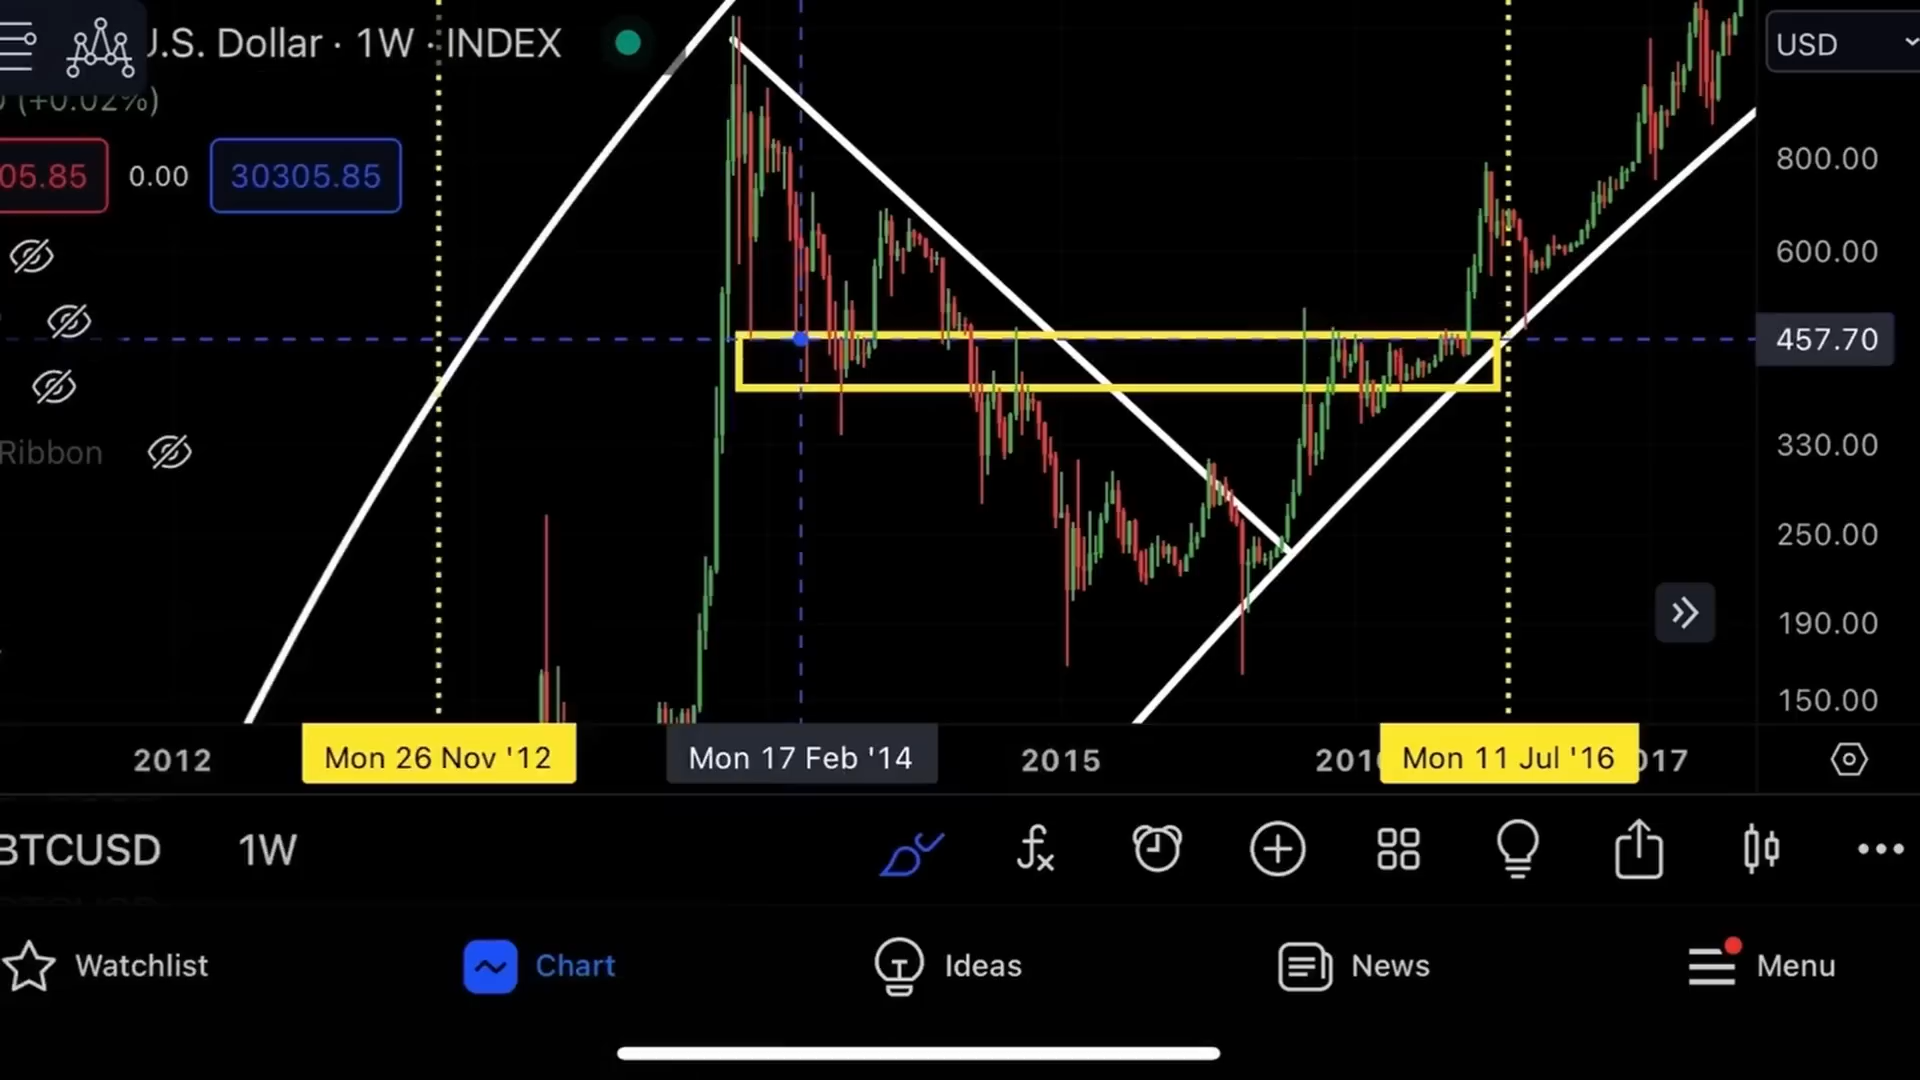 U.S. Dollar · 1W · INDEX
USD
(+0.02%)
05.85
0.00
30305.85
800.00
600.00
457.70
Ribbon
330.00
250.00
190.00
150.00
2012
Mon 26 Nov '12
Mon 17 Feb '14
2015
Mon 11 Jul '16
BTCUSD
1W
Watchlist
Chart
Ideas
News
Menu